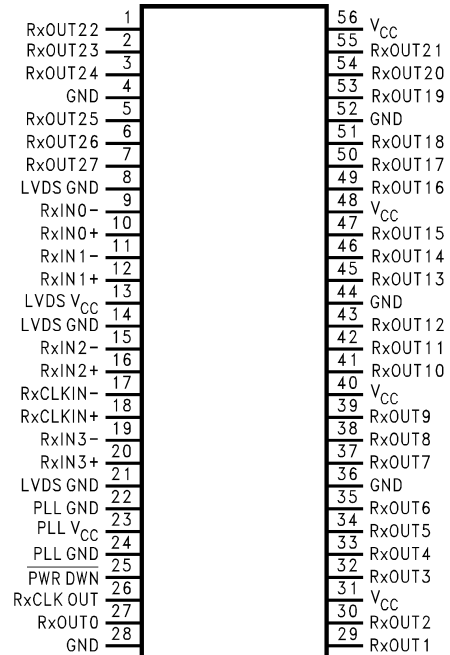 RxOUT22 1
RxOUT23 2
RxOUT24 3
GND 4
RxOUT25 5
RxOUT26 6
RxOUT27 7
LVDS GND 8
RxIN0- 9
RxIN0+ 10
RxIN1- 11
RxIN1+ 12
LVDS VCC 13
LVDS GND 14
RxIN2- 15
RxIN2+ 16
RxCLKIN- 17
RxCLKIN+ 18
RxIN3- 19
RxIN3+ 20
LVDS GND 21
PLL GND 22
PLL VCC 23
PLL GND 24
PWR DWN 25
RxCLK OUT 26
RxOUT0 27
GND 28
56 VCC
55 RxOUT21
54 RxOUT20
53 RxOUT19
52 GND
51 RxOUT18
50 RxOUT17
49 RxOUT16
48 VCC
47 RxOUT15
46 RxOUT14
45 RxOUT13
44 GND
43 RxOUT12
42 RxOUT11
41 RxOUT10
40 VCC
39 RxOUT9
38 RxOUT8
37 RxOUT7
36 GND
35 RxOUT6
34 RxOUT5
33 RxOUT4
32 RxOUT3
31 VCC
30 RxOUT2
29 RxOUT1